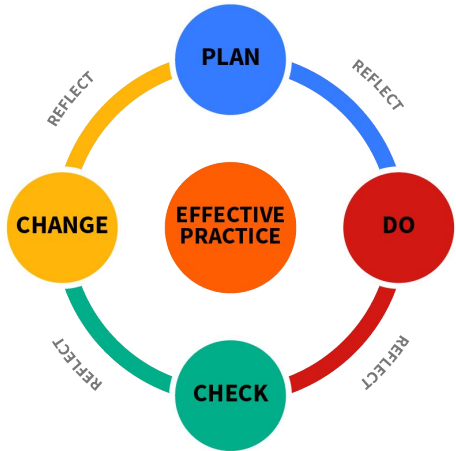 PLAN
REFLECT
REFLECT
CHANGE
EFFECTIVE
PRACTICE
DO
REFLECT
REFLECT
CHECK